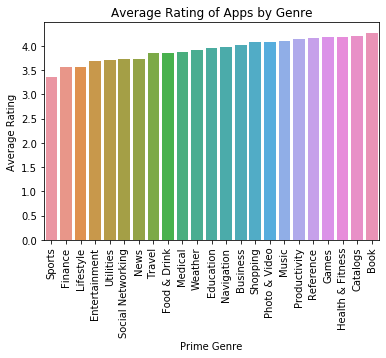 Average Rating of Apps by Genre
4.0
3.5
3.0
2.5
2.0
1.5
1.0
0.5
0.0
Average Rating
Sports
Finance
Lifestyle
Entertainment
Utilities
Social Networking
News
Travel
Food & Drink
Medical
Weather
Education
Navigation
Business
Shopping
Photo & Video
Music
Productivity
Reference
Games
Health & Fitness
Catalogs
Book
Prime Genre